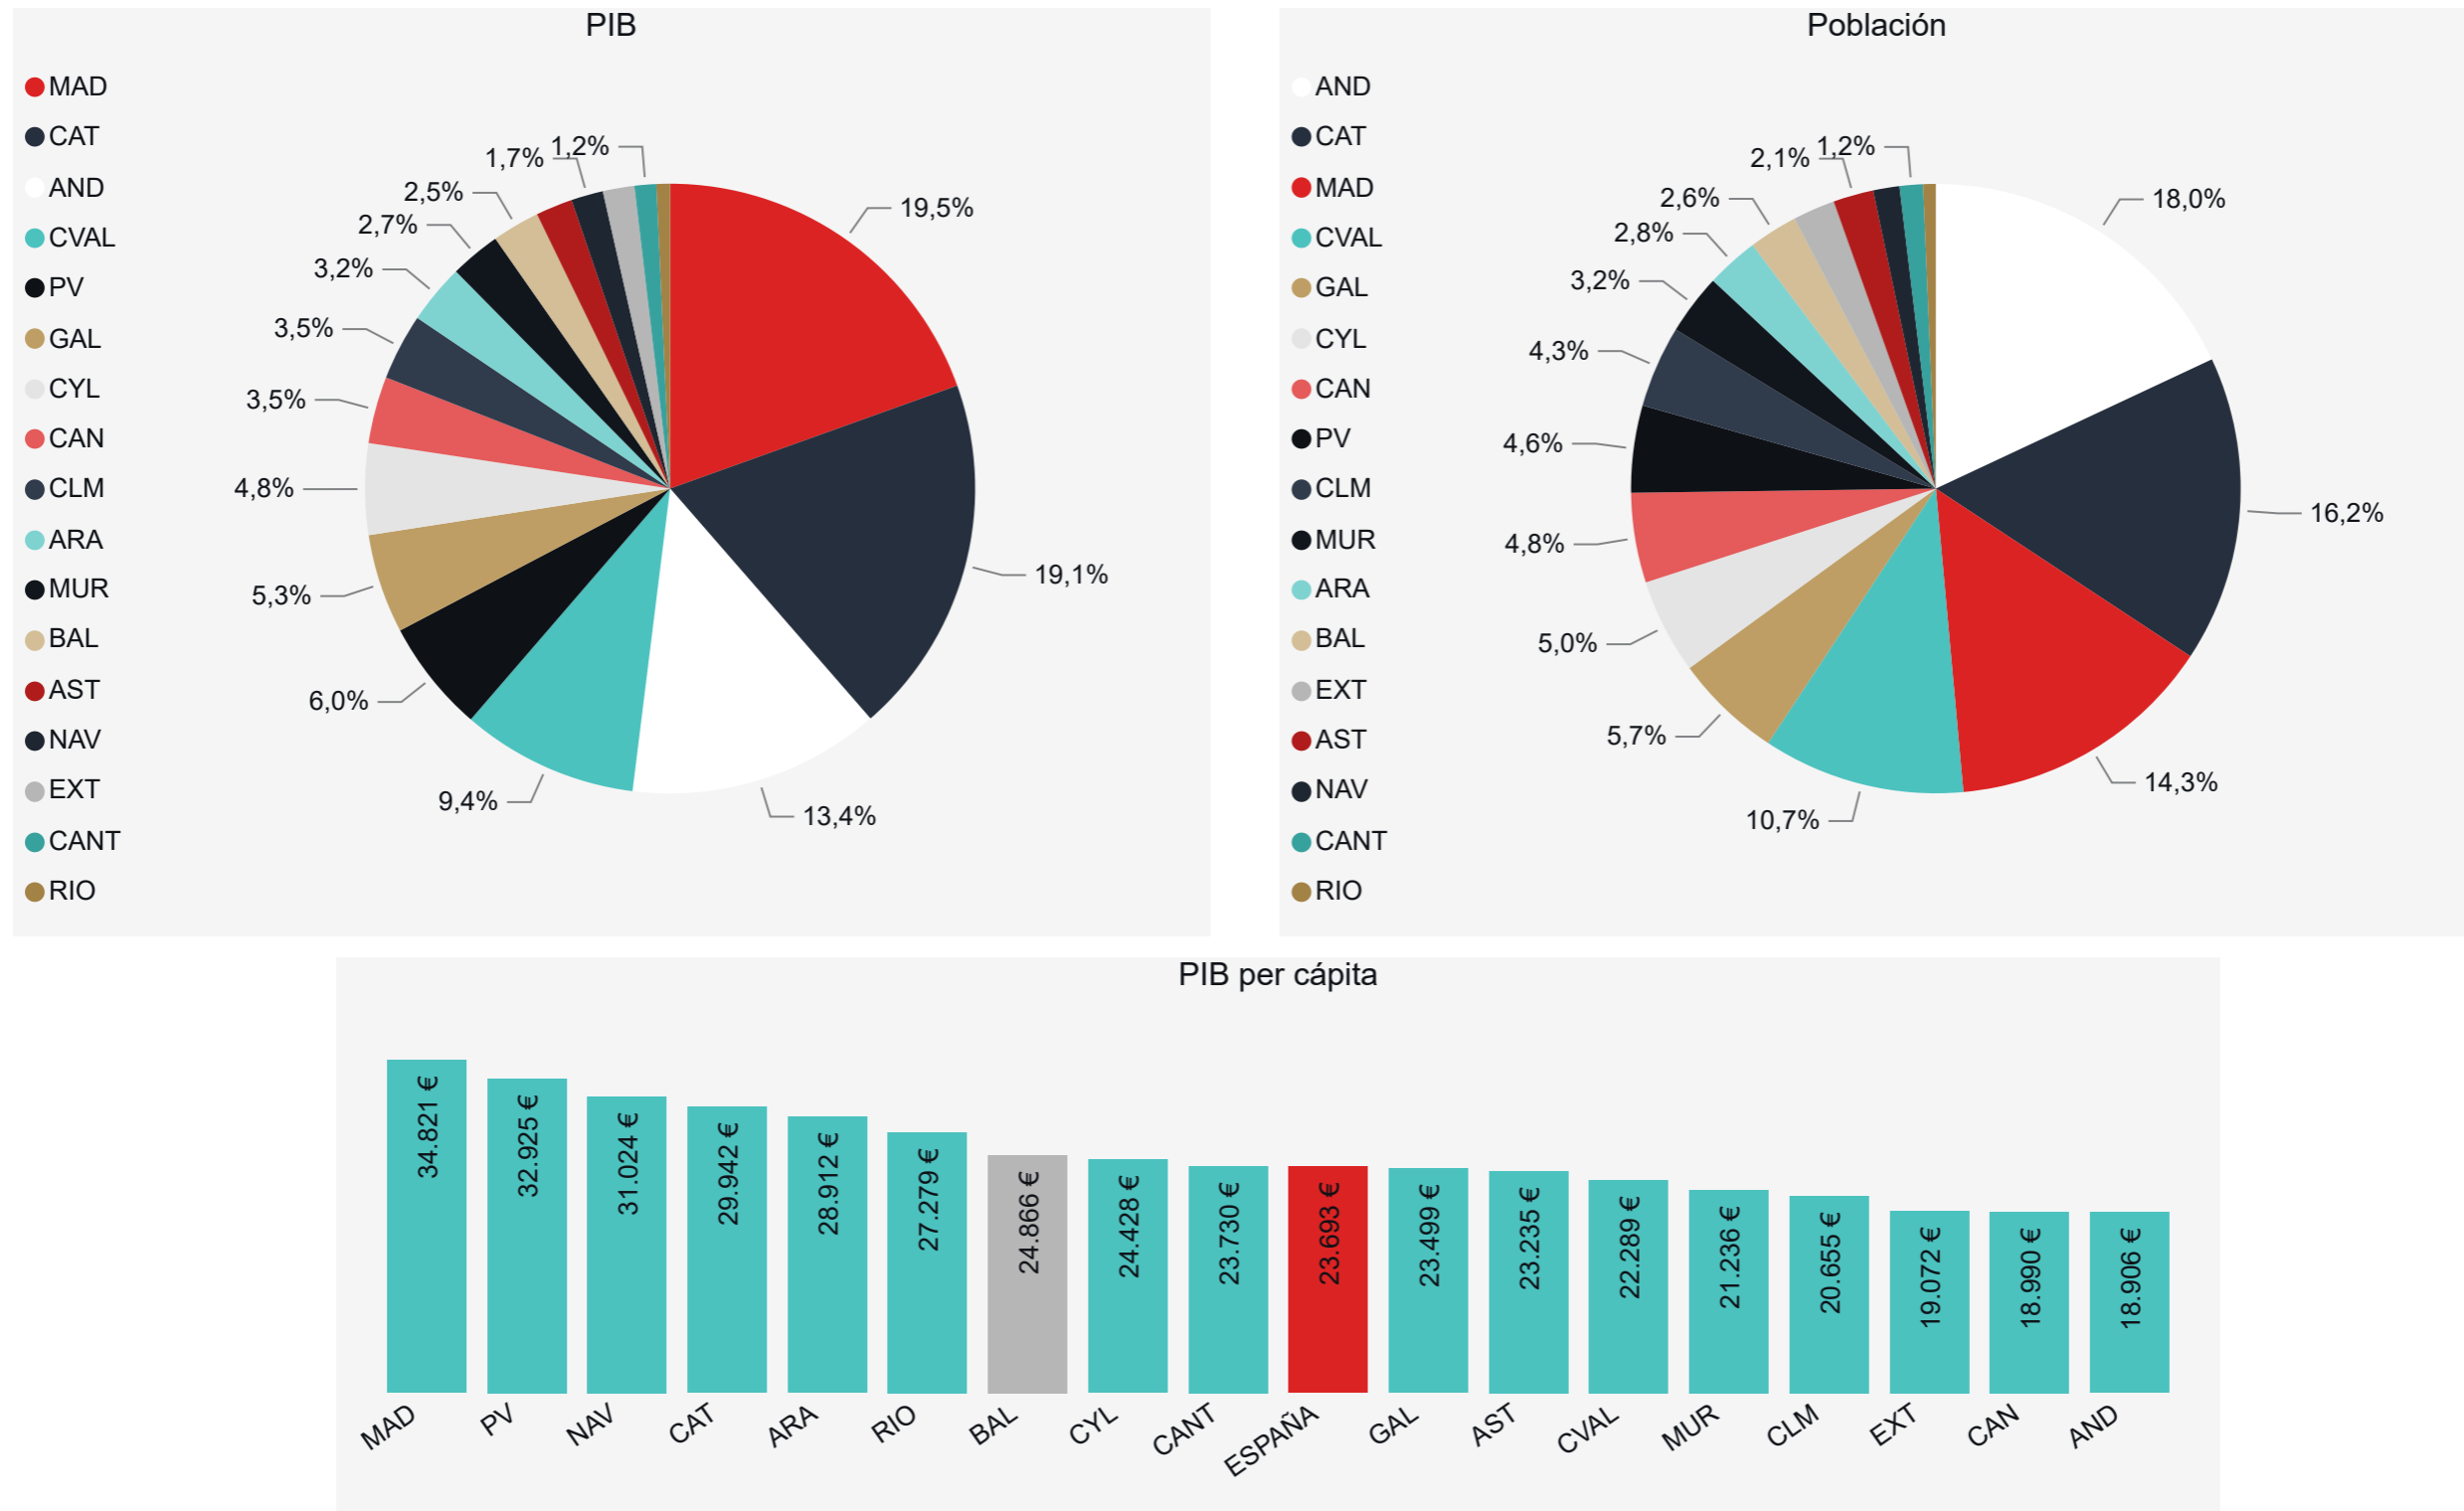 PIB
MAD
CAT
AND
CVAL
PV
GAL
CYL
CAN
CLM
ARA
MUR
BAL
AST
NAV
EXT
CANT
RIO
19,5%
19,1%
13,4%
9,4%
6,0%
5,3%
4,8%
3,5%
3,5%
3,2%
2,7%
2,5%
1,7%
1,2%
Población
AND
CAT
MAD
CVAL
GAL
CYL
CAN
PV
CLM
MUR
ARA
BAL
EXT
AST
NAV
CANT
RIO
18,0%
16,2%
14,3%
10,7%
5,7%
5,0%
4,8%
4,6%
4,3%
3,2%
2,8%
2,6%
2,1%
1,2%
PIB per cápita
34.821 €
32.925 €
31.024 €
29.942 €
28.912 €
27.279 €
24.866 €
24.428 €
23.730 €
23.693 €
23.499 €
23.235 €
22.289 €
21.236 €
20.655 €
19.072 €
18.990 €
18.906 €
MAD
PV
NAV
CAT
ARA
RIO
BAL
CYL
CANT
ESPAÑA
GAL
AST
CVAL
MUR
CLM
EXT
CAN
AND